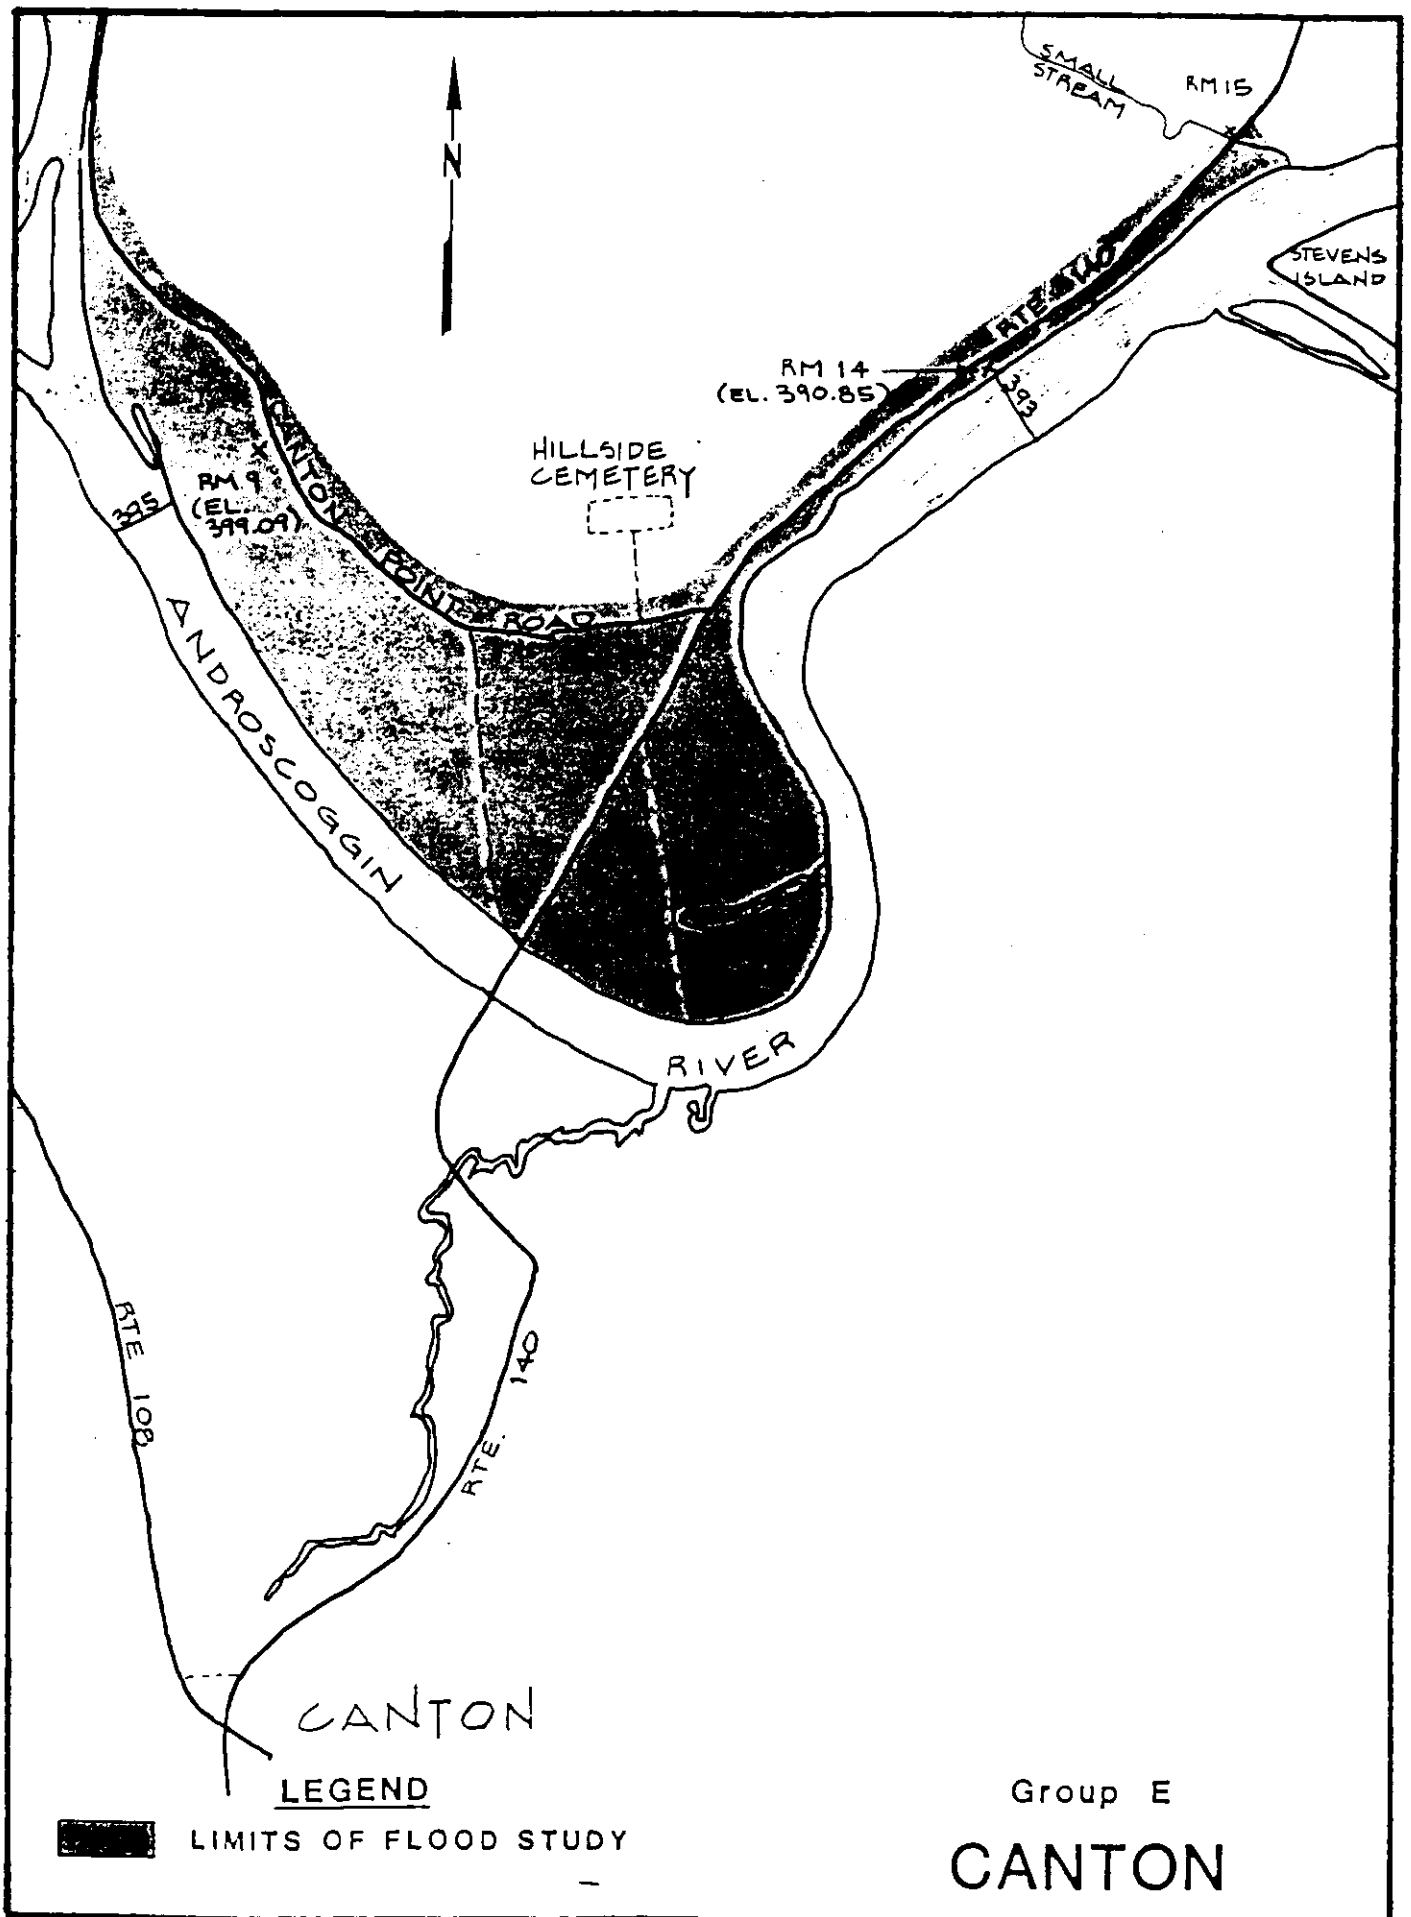 SMALL
STREAM
RM 15
N
STEVENS
ISLAND
RTE 140
RM 14
(EL. 390.85)
393
HILLSIDE
CEMETERY
CANTON POINT ROAD
RM 9
(EL.
399.09)
395
ANDROSCOGGIN
RIVER
RTE 108
RTE. 140
CANTON
LEGEND
LIMITS OF FLOOD STUDY
Group E
CANTON